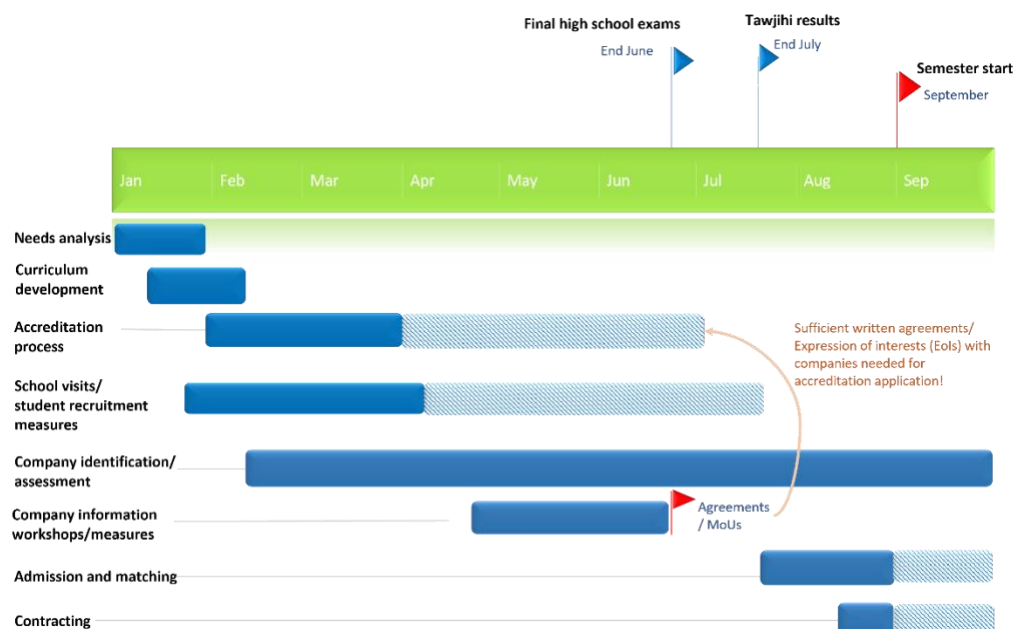 Final high school exams
End June
Tawjihi results
End July
Semester start
September
Jan Feb Mar Apr May Jun Jul Aug Sep
Needs analysis
Curriculum
development
Accreditation
process
Sufficient written agreements/
Expression of interests (EoIs) with
companies needed for
accreditation application!
School visits/
student recruitment
measures
Company identification/
assessment
Company information
workshops/measures
Agreements
/ MoUs
Admission and matching
Contracting